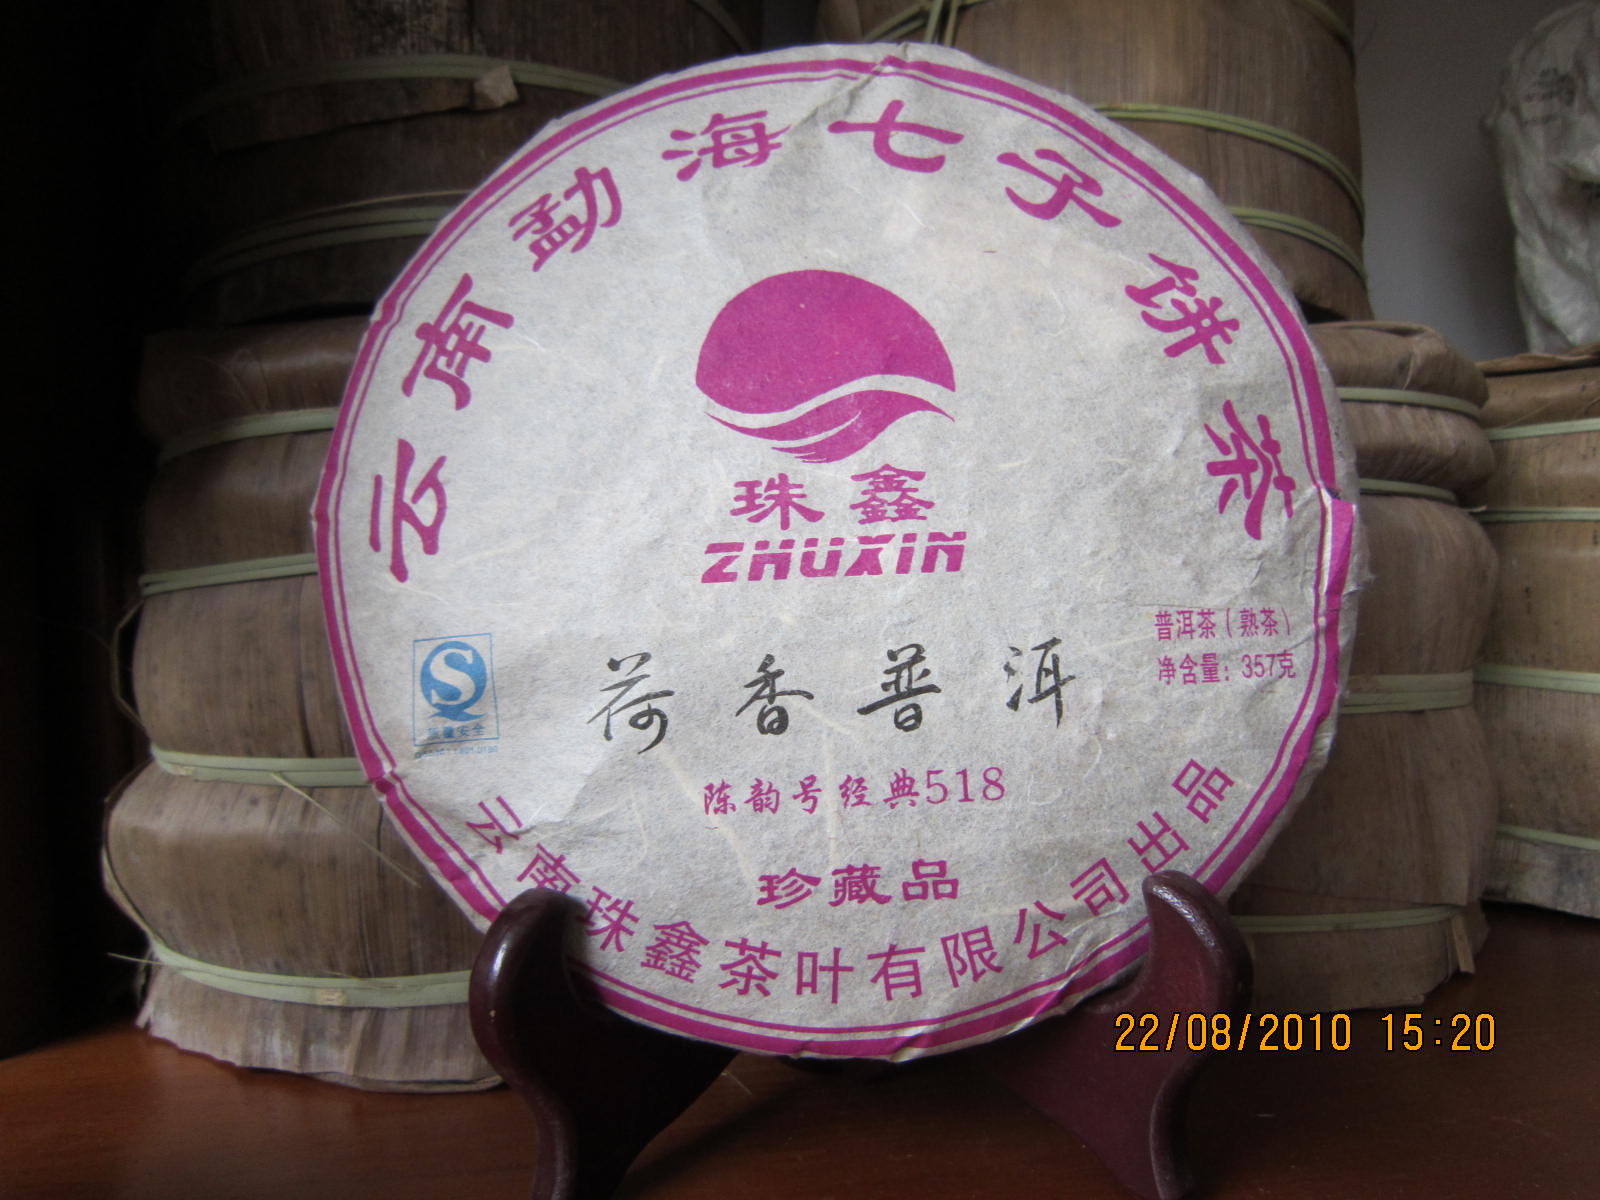 云南勐海七子饼茶
珠鑫
ZHUXIN
普洱茶（熟茶）
净含量：357克
荷香普洱
陈韵号经典518
珍藏品
云南珠鑫茶叶有限公司出品
22/08/2010 15:20